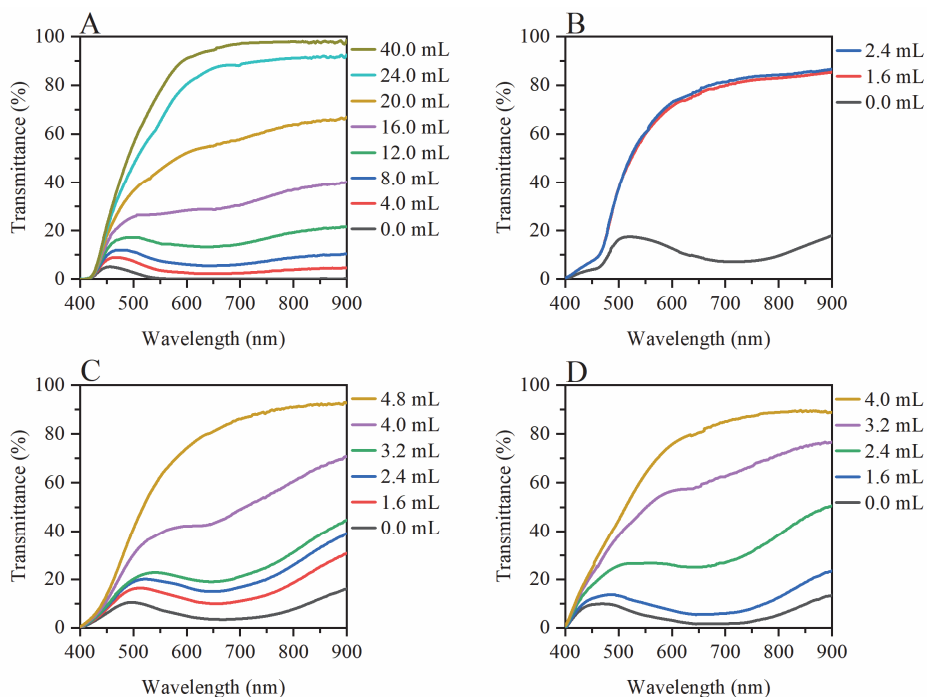 A
Transmittance (%)
100
80
60
40
20
0
400 500 600 700 800 900
Wavelength (nm)
40.0 mL
24.0 mL
20.0 mL
16.0 mL
12.0 mL
8.0 mL
4.0 mL
0.0 mL
B
Transmittance (%)
100
80
60
40
20
0
400 500 600 700 800 900
Wavelength (nm)
2.4 mL
1.6 mL
0.0 mL
C
Transmittance (%)
100
80
60
40
20
0
400 500 600 700 800 900
Wavelength (nm)
4.8 mL
4.0 mL
3.2 mL
2.4 mL
1.6 mL
0.0 mL
D
Transmittance (%)
100
80
60
40
20
0
400 500 600 700 800 900
Wavelength (nm)
4.0 mL
3.2 mL
2.4 mL
1.6 mL
0.0 mL